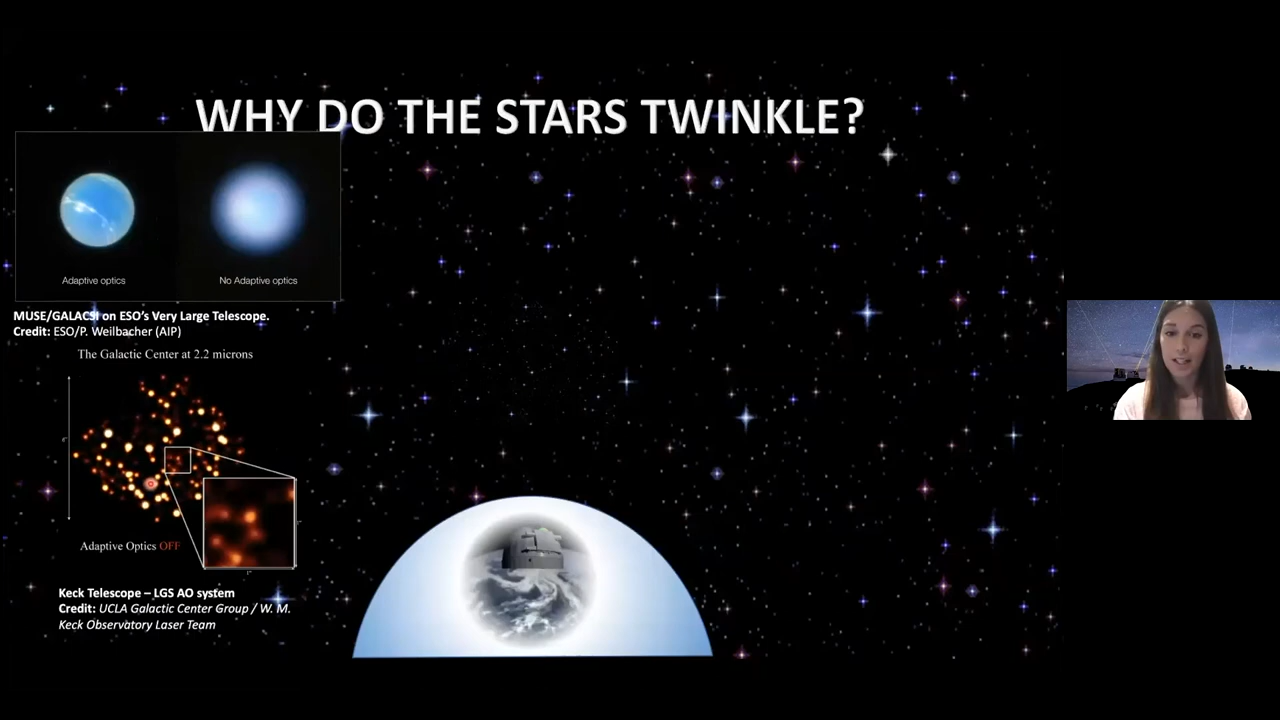 WHY DO THE STARS TWINKLE?
Adaptive optics
No Adaptive optics
MUSE/GALACSI on ESO's Very Large Telescope.
Credit: ESO/P. Weilbacher (AIP)
The Galactic Center at 2.2 microns
Adaptive Optics OFF
Keck Telescope – LGS AO system
Credit: UCLA Galactic Center Group / W. M.
Keck Observatory Laser Team